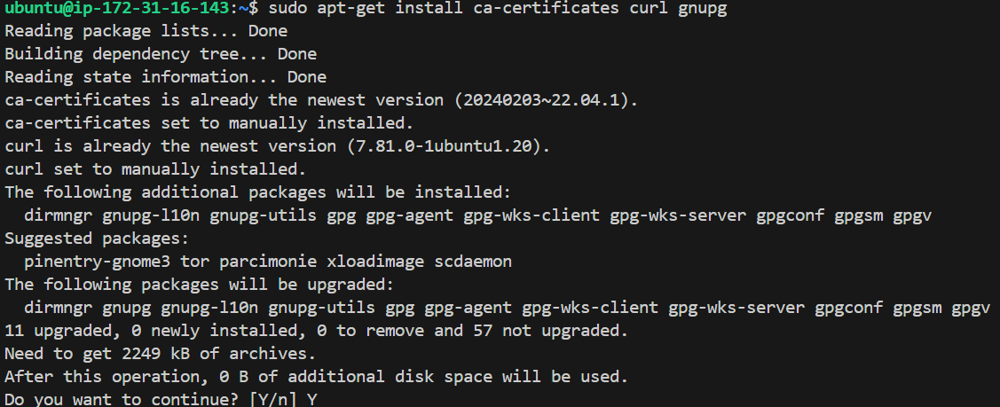 ubuntu@ip-172-31-16-143:~$ sudo apt-get install ca-certificates curl gnupg
Reading package lists... Done
Building dependency tree... Done
Reading state information... Done
ca-certificates is already the newest version (20240203~22.04.1).
ca-certificates set to manually installed.
curl is already the newest version (7.81.0-1ubuntu1.20).
curl set to manually installed.
The following additional packages will be installed:
  dirmngr gnupg-l10n gnupg-utils gpg gpg-agent gpg-wks-client gpg-wks-server gpgconf gpgsm gpgv
Suggested packages:
  pinentry-gnome3 tor parcimonie xloadimage scdaemon
The following packages will be upgraded:
  dirmngr gnupg gnupg-l10n gnupg-utils gpg gpg-agent gpg-wks-client gpg-wks-server gpgconf gpgsm gpgv
11 upgraded, 0 newly installed, 0 to remove and 57 not upgraded.
Need to get 2249 kB of archives.
After this operation, 0 B of additional disk space will be used.
Do you want to continue? [Y/n] Y